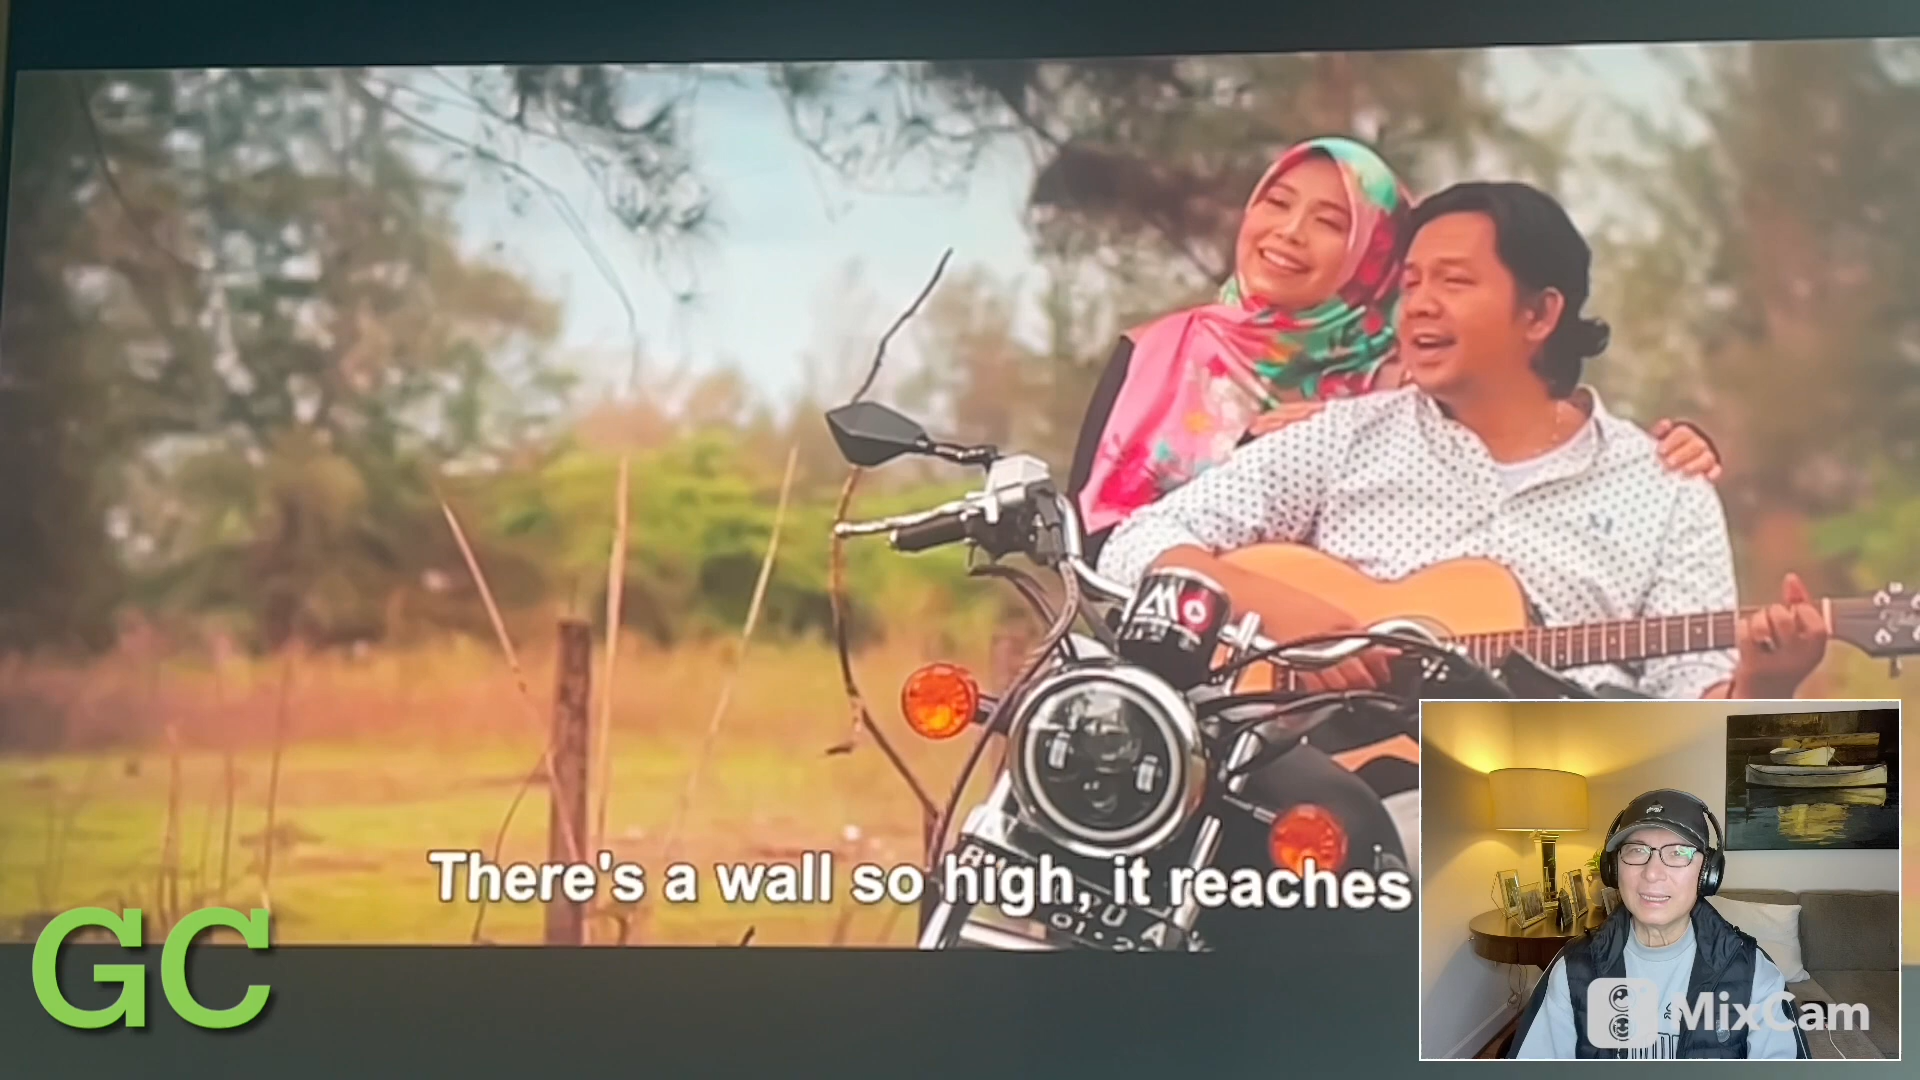 There's a wall so high, it reaches
GC
MixCam